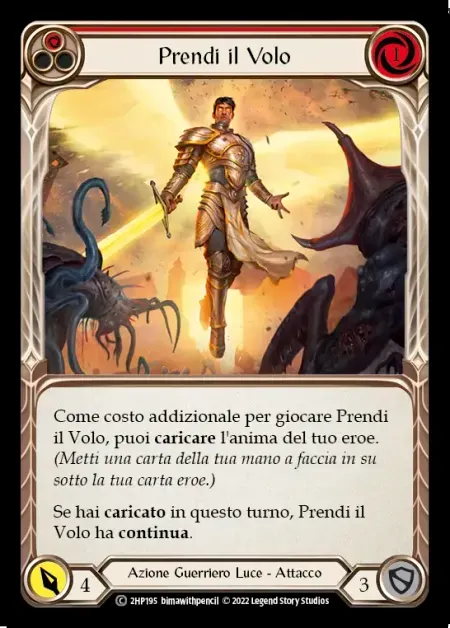 Prendi il Volo
1
Come costo addizionale per giocare Prendi
il Volo, puoi caricare l'anima del tuo eroe.
(Metti una carta della tua mano a faccia in su
sotto la tua carta eroe.)
Se hai caricato in questo turno, Prendi il
Volo ha continua.
4
Azione Guerriero Luce - Attacco
3
C 2HP195 bimawithpencil © 2022 Legend Story Studios